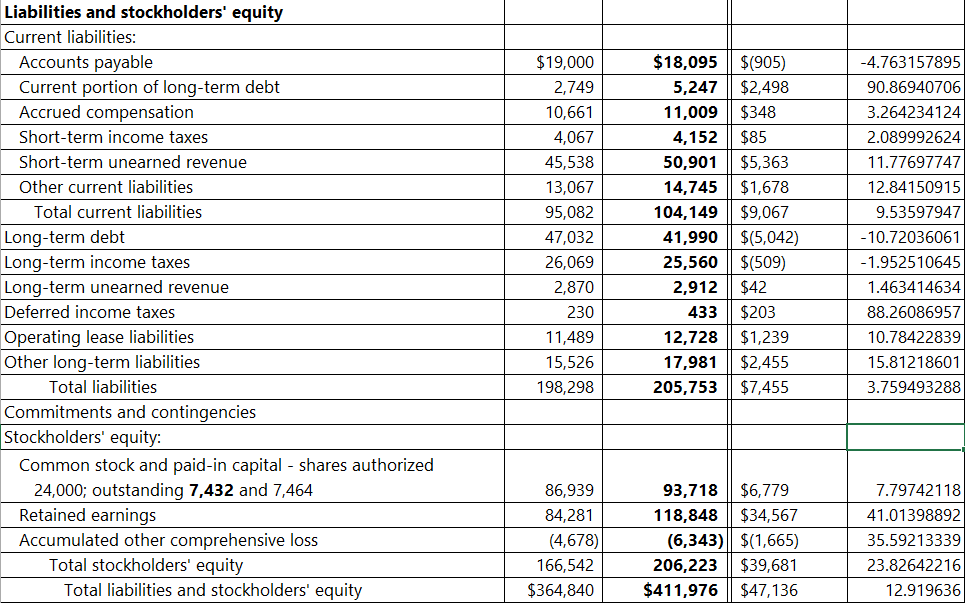 Liabilities and stockholders' equity
Current liabilities:
Accounts payable $19,000 $18,095 $(905) -4.763157895
Current portion of long-term debt 2,749 5,247 $2,498 90.86940706
Accrued compensation 10,661 11,009 $348 3.264234124
Short-term income taxes 4,067 4,152 $85 2.089992624
Short-term unearned revenue 45,538 50,901 $5,363 11.77697747
Other current liabilities 13,067 14,745 $1,678 12.84150915
Total current liabilities 95,082 104,149 $9,067 9.53597947
Long-term debt 47,032 41,990 $(5,042) -10.72036061
Long-term income taxes 26,069 25,560 $(509) -1.952510645
Long-term unearned revenue 2,870 2,912 $42 1.463414634
Deferred income taxes 230 433 $203 88.26086957
Operating lease liabilities 11,489 12,728 $1,239 10.78422839
Other long-term liabilities 15,526 17,981 $2,455 15.81218601
Total liabilities 198,298 205,753 $7,455 3.759493288
Commitments and contingencies
Stockholders' equity:
Common stock and paid-in capital - shares authorized
24,000; outstanding 7,432 and 7,464 86,939 93,718 $6,779 7.79742118
Retained earnings 84,281 118,848 $34,567 41.01398892
Accumulated other comprehensive loss (4,678) (6,343) $(1,665) 35.59213339
Total stockholders' equity 166,542 206,223 $39,681 23.82642216
Total liabilities and stockholders' equity $364,840 $411,976 $47,136 12.919636